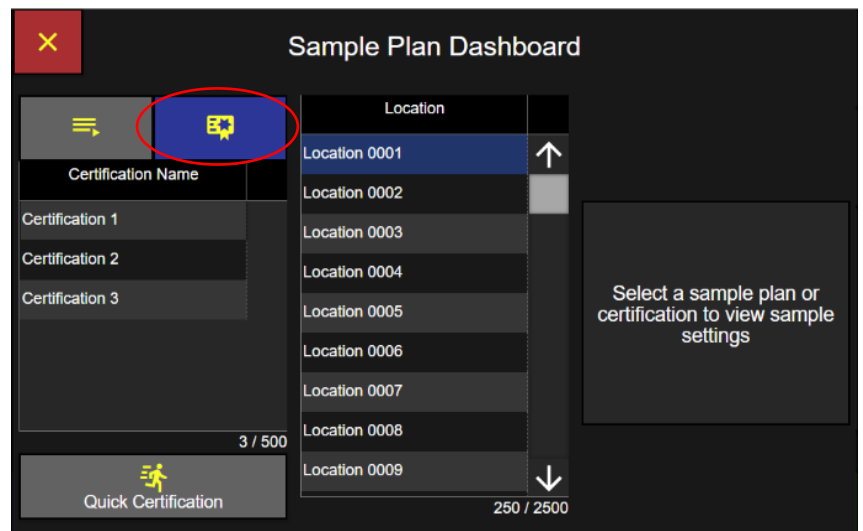 Sample Plan Dashboard
Certification Name
Certification 1
Certification 2
Certification 3
3 / 500
Quick Certification
Location
Location 0001
Location 0002
Location 0003
Location 0004
Location 0005
Location 0006
Location 0007
Location 0008
Location 0009
250 / 2500
Select a sample plan or
certification to view sample
settings